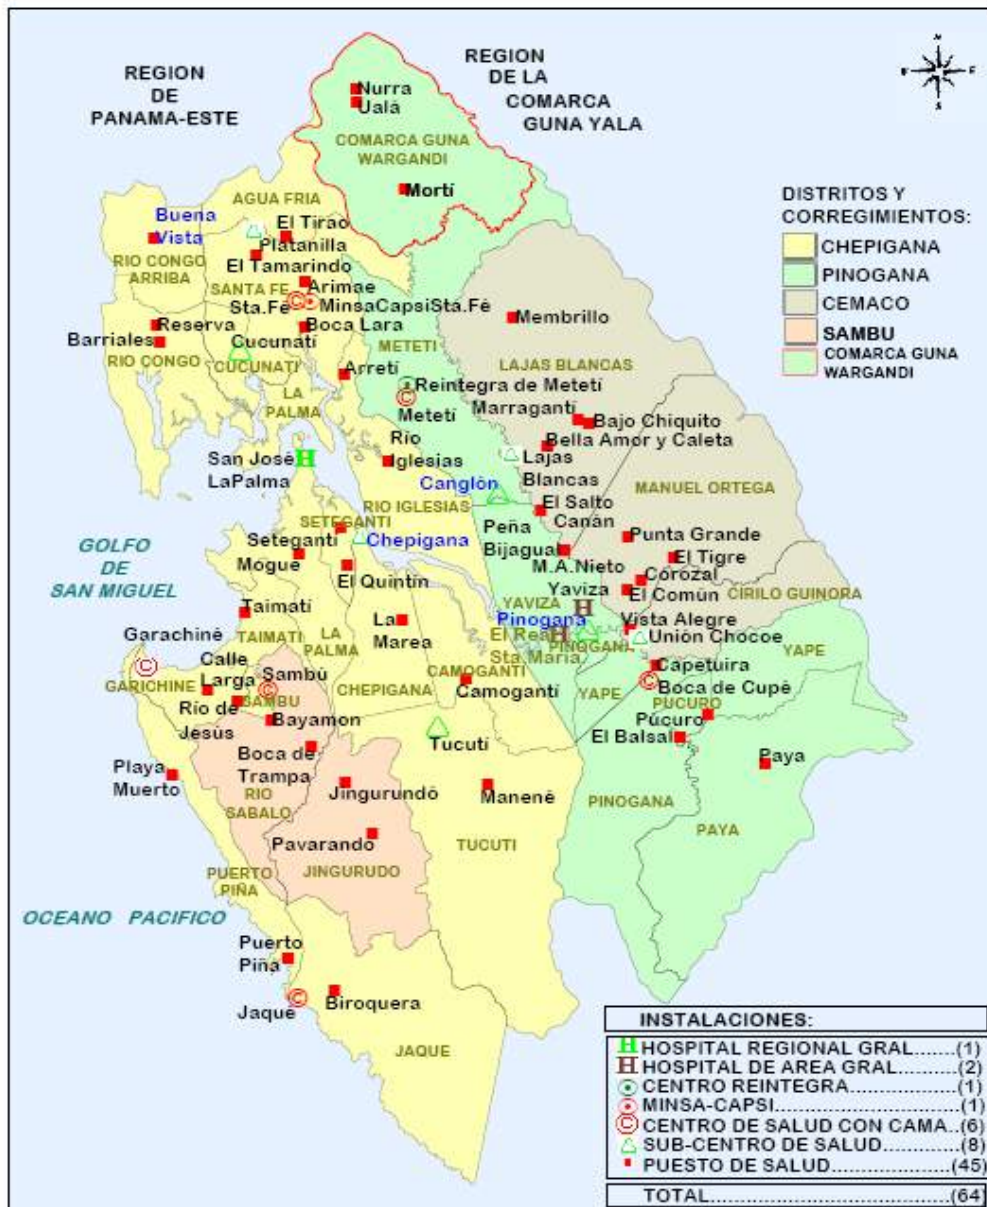 REGION
DE
PANAMA-ESTE
REGION
DE LA
COMARCA
GUNA YALA
Nurra
Ualá
COMARCA GUNA
WARGANDI
Mortí
AGUA FRIA
Buena
Vista
El Tirao
Platanilla
RIO CONGO
ARRIBA
El Tamarindo
SANTA FE
Arimae
Sta.Fé
MinsaCapsiSta.Fé
Reserva
Boca Lara
Barriales
Cucunatí
RIO CONGO
CUCUNATI
METETI
Membrillo
LAJAS BLANCAS
LA
PALMA
Arretí
Reintegra de Metetí
Metetí
Marragantí
Bajo Chiquito
Bella Amor y Caleta
Río
Iglesias
San José
LaPalma
Lajas
Blancas
Canglón
MANUEL ORTEGA
RIO IGLESIAS
El Salto
Canán
SETEGANTI
Seteganti
Chepigana
Peña
Bijagual
Punta Grande
GOLFO
DE
SAN MIGUEL
Mogue
El Quintín
M.A.Nieto
El Tigre
Yaviza
Corozal
El Común
CIRILO GUINORA
Taimatí
YAVIZA
Pinogana
Vista Alegre
La
Marea
El Real
Sta.Maria
PINOGANA
Unión Chocoe
YAPE
Garachiné
TAIMATI
LA
PALMA
Calle
Larga
Sambú
CAMOGANTI
Capetuira
GARICHINE
CHEPIGANA
Camogantí
YAPE
Boca de Cupé
SAMBU
PUCURO
Río de
Jesús
Bayamon
Púcuro
Tucutí
El Balsal
Playa
Muerto
Boca de
Trampa
Paya
RIO
SABALO
Jingurundó
Manené
PINOGANA
Pavarando
TUCUTI
PAYA
JINGURUDO
PUERTO
PIÑA
OCEANO PACIFICO
Puerto
Piña
Jaqué
Biroquera
JAQUE
DISTRITOS Y
CORREGIMIENTOS:
CHEPIGANA
PINOGANA
CEMACO
SAMBU
COMARCA GUNA
WARGANDI
INSTALACIONES:
H HOSPITAL REGIONAL GRAL.......(1)
H HOSPITAL DE AREA GRAL........(2)
CENTRO REINTEGRA...............(1)
MINSA-CAPSI.........................(1)
© CENTRO DE SALUD CON CAMA..(6)
SUB-CENTRO DE SALUD..........(8)
PUESTO DE SALUD................(45)
TOTAL.................................(64)